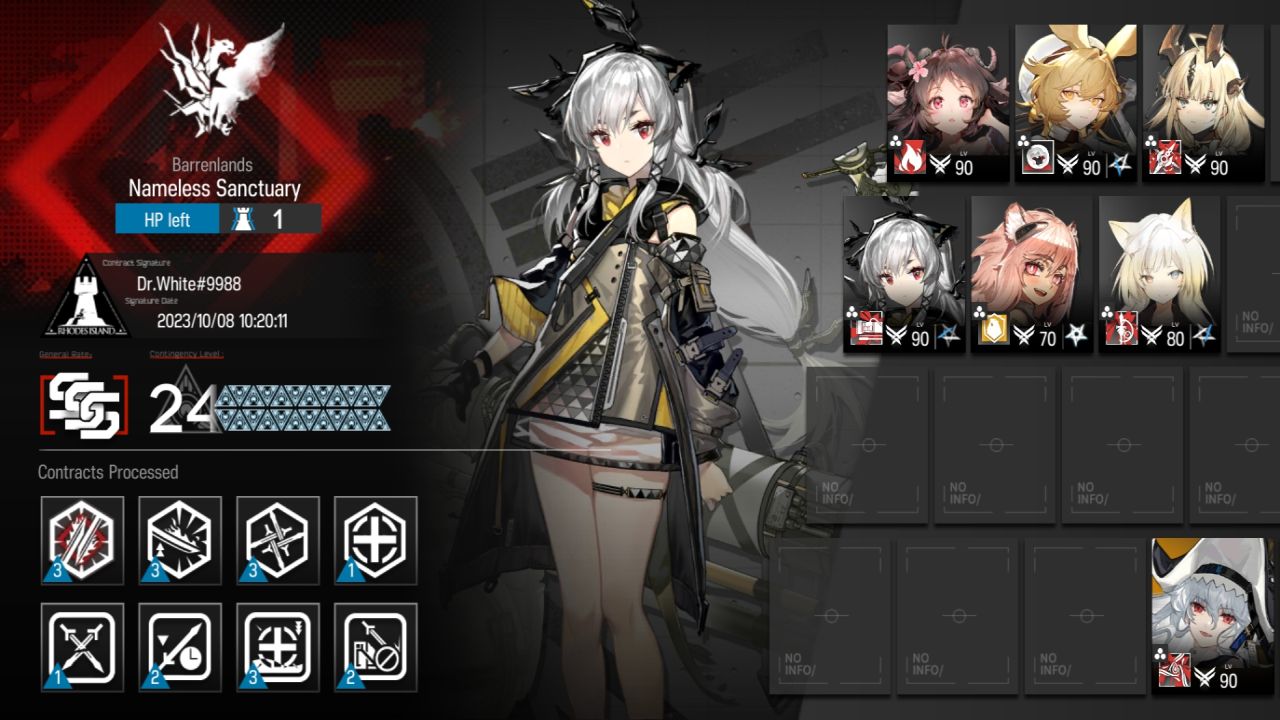 Barrenlands
Nameless Sanctuary
HP left 1
Contract Signature
Dr.White#9988
Signature Date
2023/10/08 10:20:11
RHODES ISLAND
General Rate:
Contingency Level :
24
Contracts Processed
3 3 3 1
1 2 3 2
LV 90 LV 90 LV 90
LV 90 LV 70 LV 80
NO INFO/
NO INFO/ NO INFO/ NO INFO/ NO INFO/
NO INFO/ NO INFO/ NO INFO/
LV 90